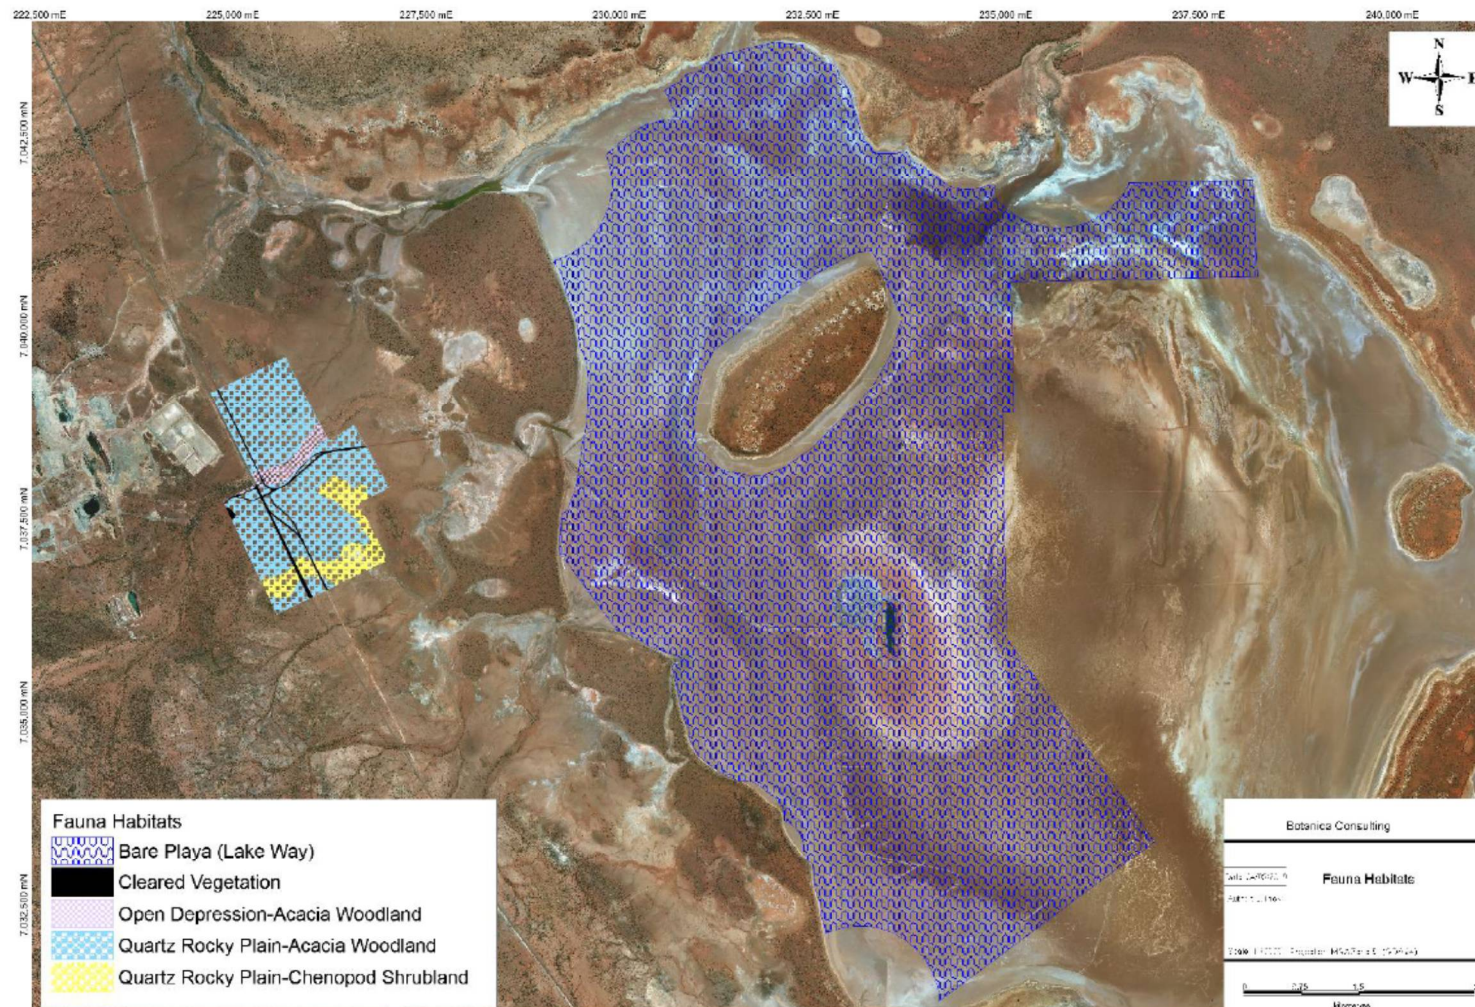 222,500 mE
225,000 mE
227,500 mE
230,000 mE
232,500 mE
235,000 mE
237,500 mE
240,000 mE
N
W
S
7,042,500 mN
7,040,000 mN
7,037,500 mN
7,035,000 mN
7,032,500 mN
Fauna Habitats
Bare Playa (Lake Way)
Cleared Vegetation
Open Depression-Acacia Woodland
Quartz Rocky Plain-Acacia Woodland
Quartz Rocky Plain-Chenopod Shrubland
Botanica Consulting
Fauna Habitats
0 0.75 1.5